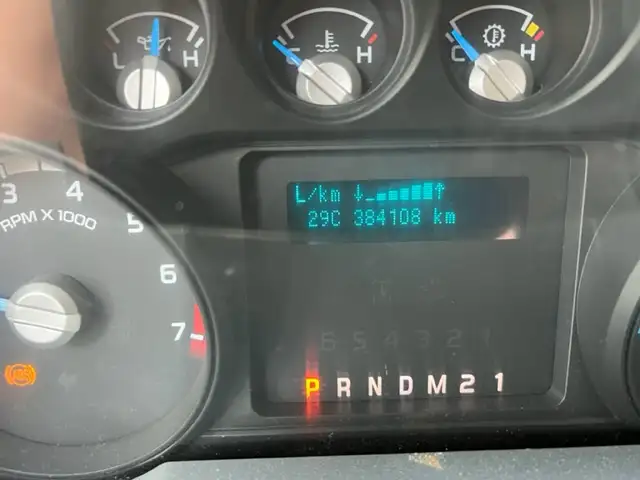 L H
C H
C H
L/km
29C 384108 km
3 4 5 6 7
RPM X 1000
6 5 4 3 2 1
P R N D M 2 1
ABS